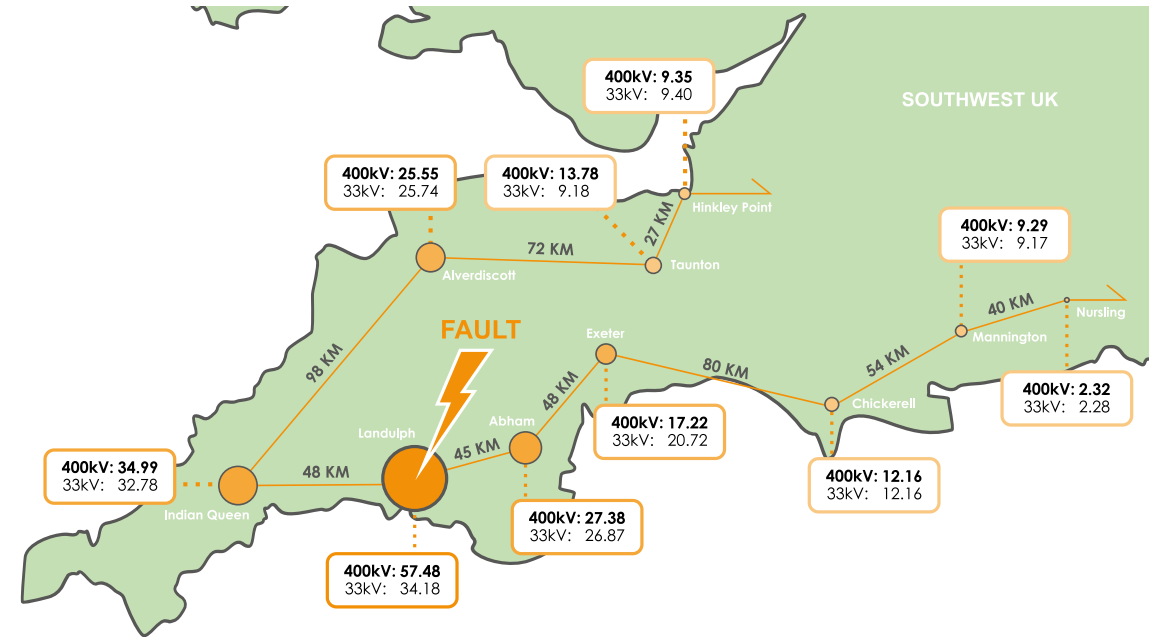 400kV: 9.35
33kV: 9.40
SOUTHWEST UK
400kV: 25.55
33kV: 25.74
400kV: 13.78
33kV: 9.18
Hinkley Point
27 KM
400kV: 9.29
33kV: 9.17
72 KM
Taunton
Alverdiscott
40 KM
Nursling
Mannington
FAULT
Exeter
98 KM
80 KM
54 KM
48 KM
400kV: 2.32
33kV: 2.28
Chickerell
400kV: 17.22
33kV: 20.72
Abham
Landulph
45 KM
400kV: 34.99
33kV: 32.78
48 KM
400kV: 12.16
33kV: 12.16
Indian Queen
400kV: 27.38
33kV: 26.87
400kV: 57.48
33kV: 34.18